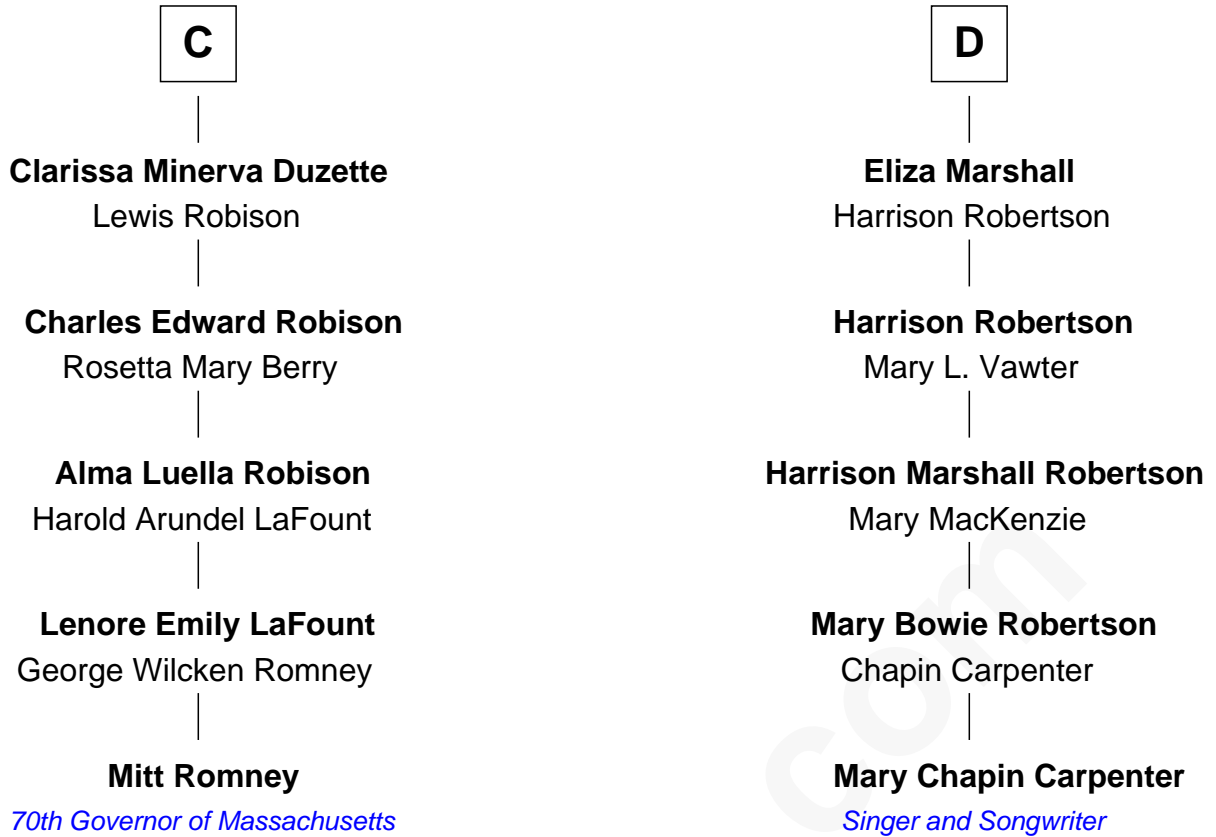 C
Clarissa Minerva Duzette
Lewis Robison
Charles Edward Robison
Rosetta Mary Berry
Alma Luella Robison
Harold Arundel LaFount
Lenore Emily LaFount
George Wilcken Romney
Mitt Romney
70th Governor of Massachusetts
D
Eliza Marshall
Harrison Robertson
Harrison Robertson
Mary L. Vawter
Harrison Marshall Robertson
Mary MacKenzie
Mary Bowie Robertson
Chapin Carpenter
Mary Chapin Carpenter
Singer and Songwriter
com